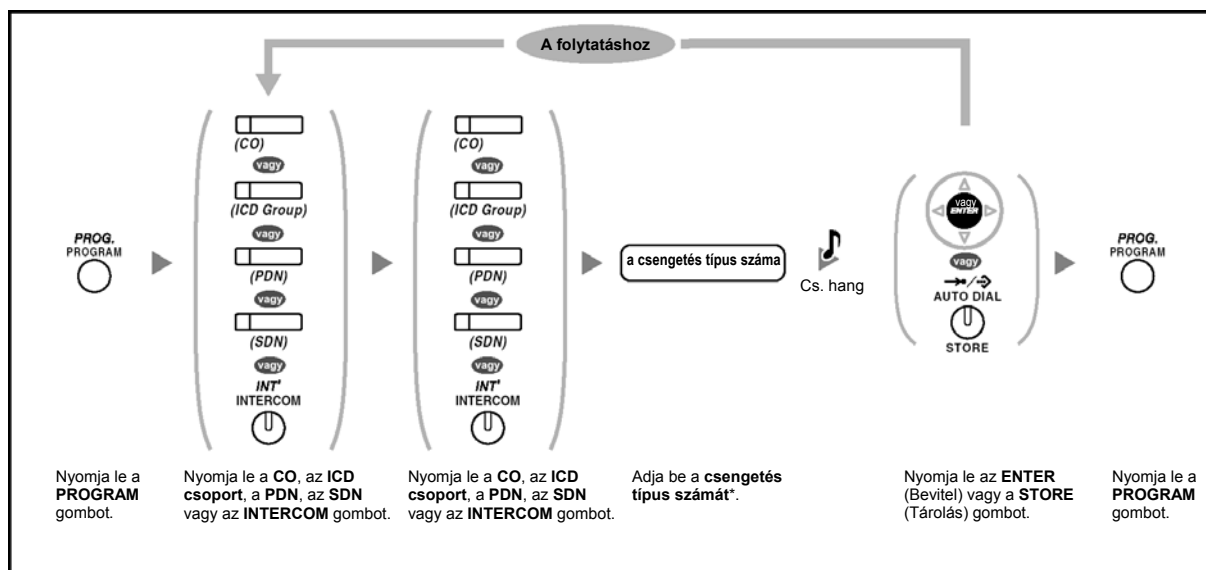 A folytatáshoz
PROG.
PROGRAM
(CO)
vagy
(ICD Group)
vagy
(PDN)
vagy
(SDN)
vagy
INT'
INTERCOM
(CO)
vagy
(ICD Group)
vagy
(PDN)
vagy
(SDN)
vagy
INT'
INTERCOM
a csengetés típus száma
Cs. hang
vagy
ENTER
vagy
AUTO DIAL
STORE
PROG.
PROGRAM
Nyomja le a
PROGRAM
gombot.
Nyomja le a CO, az ICD
csoport, a PDN, az SDN
vagy az INTERCOM gombot.
Nyomja le a CO, az ICD
csoport, a PDN, az SDN
vagy az INTERCOM gombot.
Adja be a csengetés
típus számát*.
Nyomja le az ENTER
(Bevitel) vagy a STORE
(Tárolás) gombot.
Nyomja le a
PROGRAM
gombot.